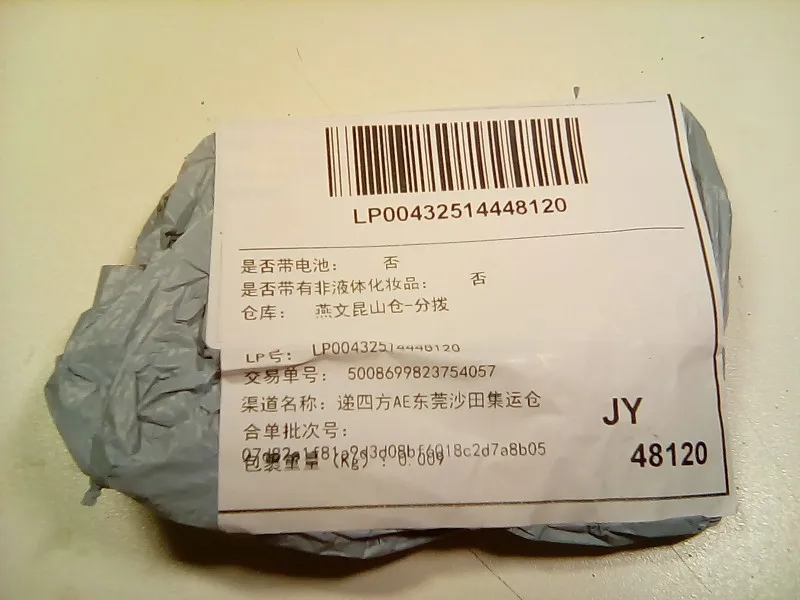 LP00432514448120
是否带电池： 否
是否带有非液体化妆品： 否
仓库： 燕文昆山仓-分拨
LP号： LP00432514448120
交易单号： 5008699823754057
渠道名称：递四方AE东莞沙田集运仓
JY
合单批次号：
48120
包裹重量 (Kg)：0.009